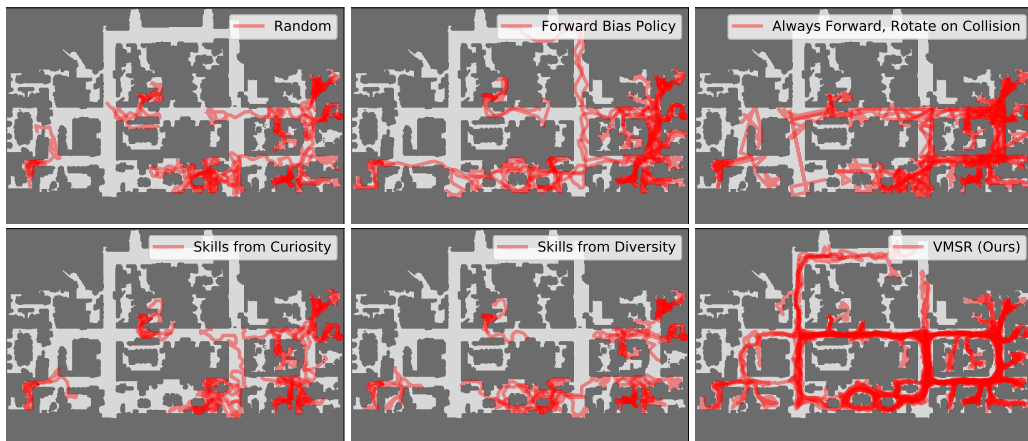 Random
Forward Bias Policy
Always Forward, Rotate on Collision
Skills from Curiosity
Skills from Diversity
VMSR (Ours)